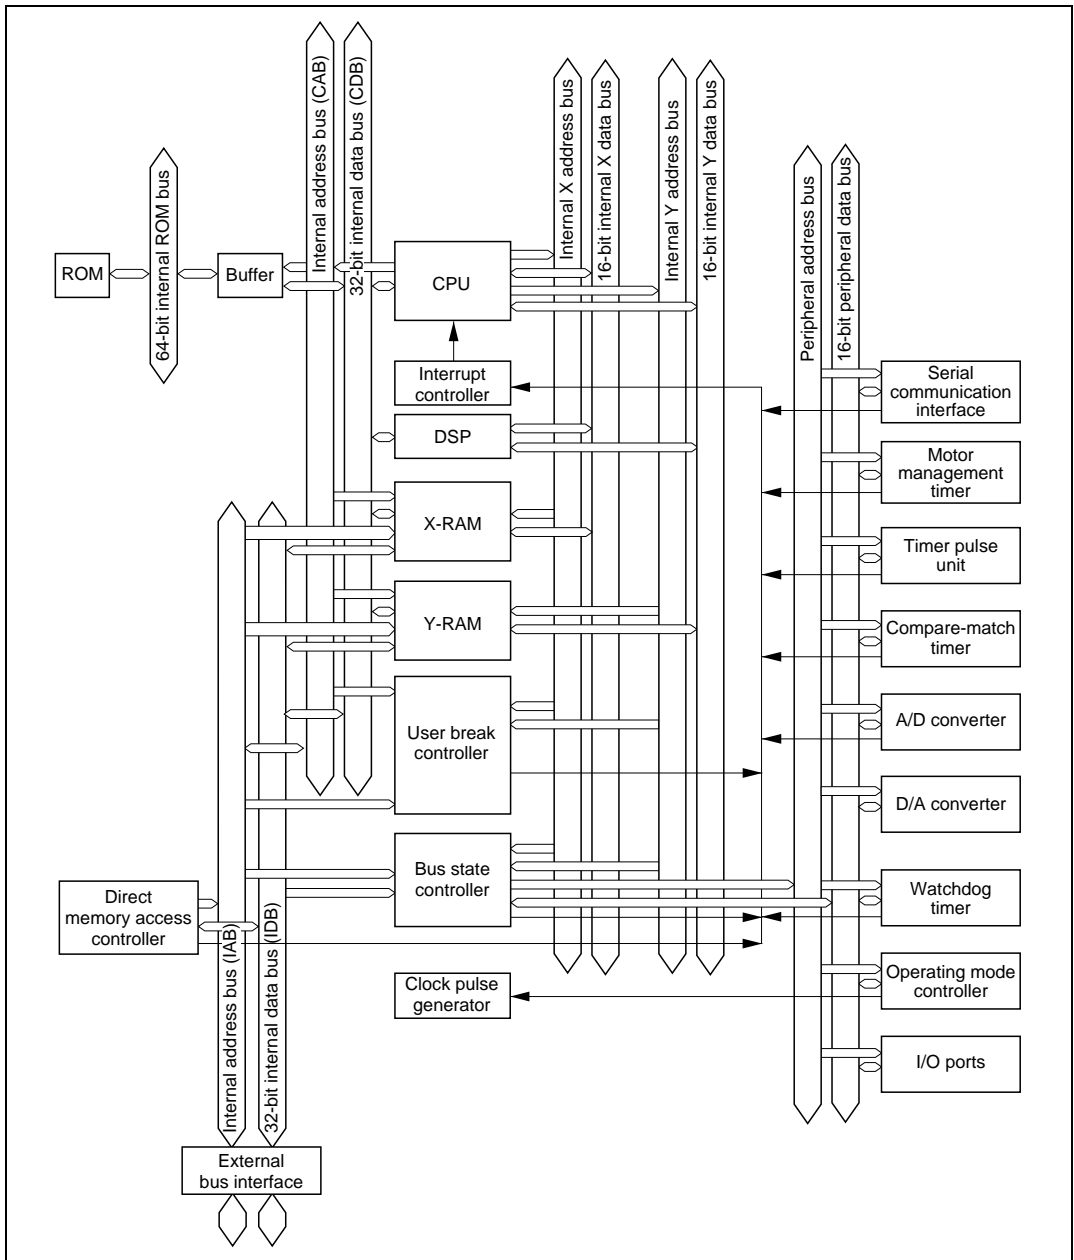 Internal address bus (CAB)
32-bit internal data bus (CDB)
Internal X address bus
16-bit internal X data bus
Internal Y address bus
16-bit internal Y data bus
Peripheral address bus
16-bit peripheral data bus
64-bit internal ROM bus
ROM
Buffer
CPU
Interrupt
controller
DSP
X-RAM
Y-RAM
User break
controller
Bus state
controller
Clock pulse
generator
Serial
communication
interface
Motor
management
timer
Timer pulse
unit
Compare-match
timer
A/D converter
D/A converter
Watchdog
timer
Operating mode
controller
I/O ports
Direct
memory access
controller
Internal address bus (IAB)
32-bit internal data bus (IDB)
External
bus interface